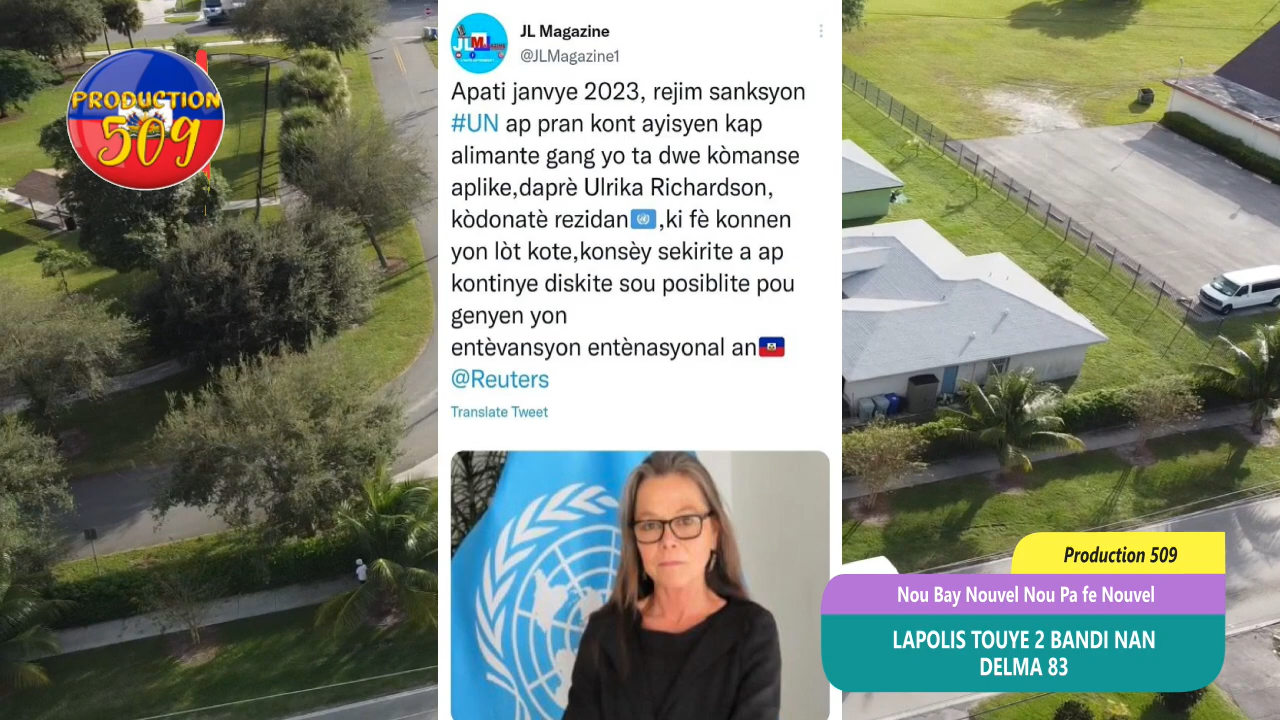 PRODUCTION
509
JL Magazine
@JLMagazine1
Apati janvye 2023, rejim sanksyon
#UN ap pran kont ayisyen kap
alimante gang yo ta dwe kòmanse
aplike,daprè Ulrika Richardson,
kòdonatè rezidan🇺🇳,ki fè konnen
yon lòt kote,konsèy sekirite a ap
kontinye diskite sou posiblite pou
genyen yon
entèvansyon entènasyonal an🇭🇹
@Reuters
Translate Tweet
Production 509
Nou Bay Nouvel Nou Pa fe Nouvel
LAPOLIS TOUYE 2 BANDI NAN
DELMA 83